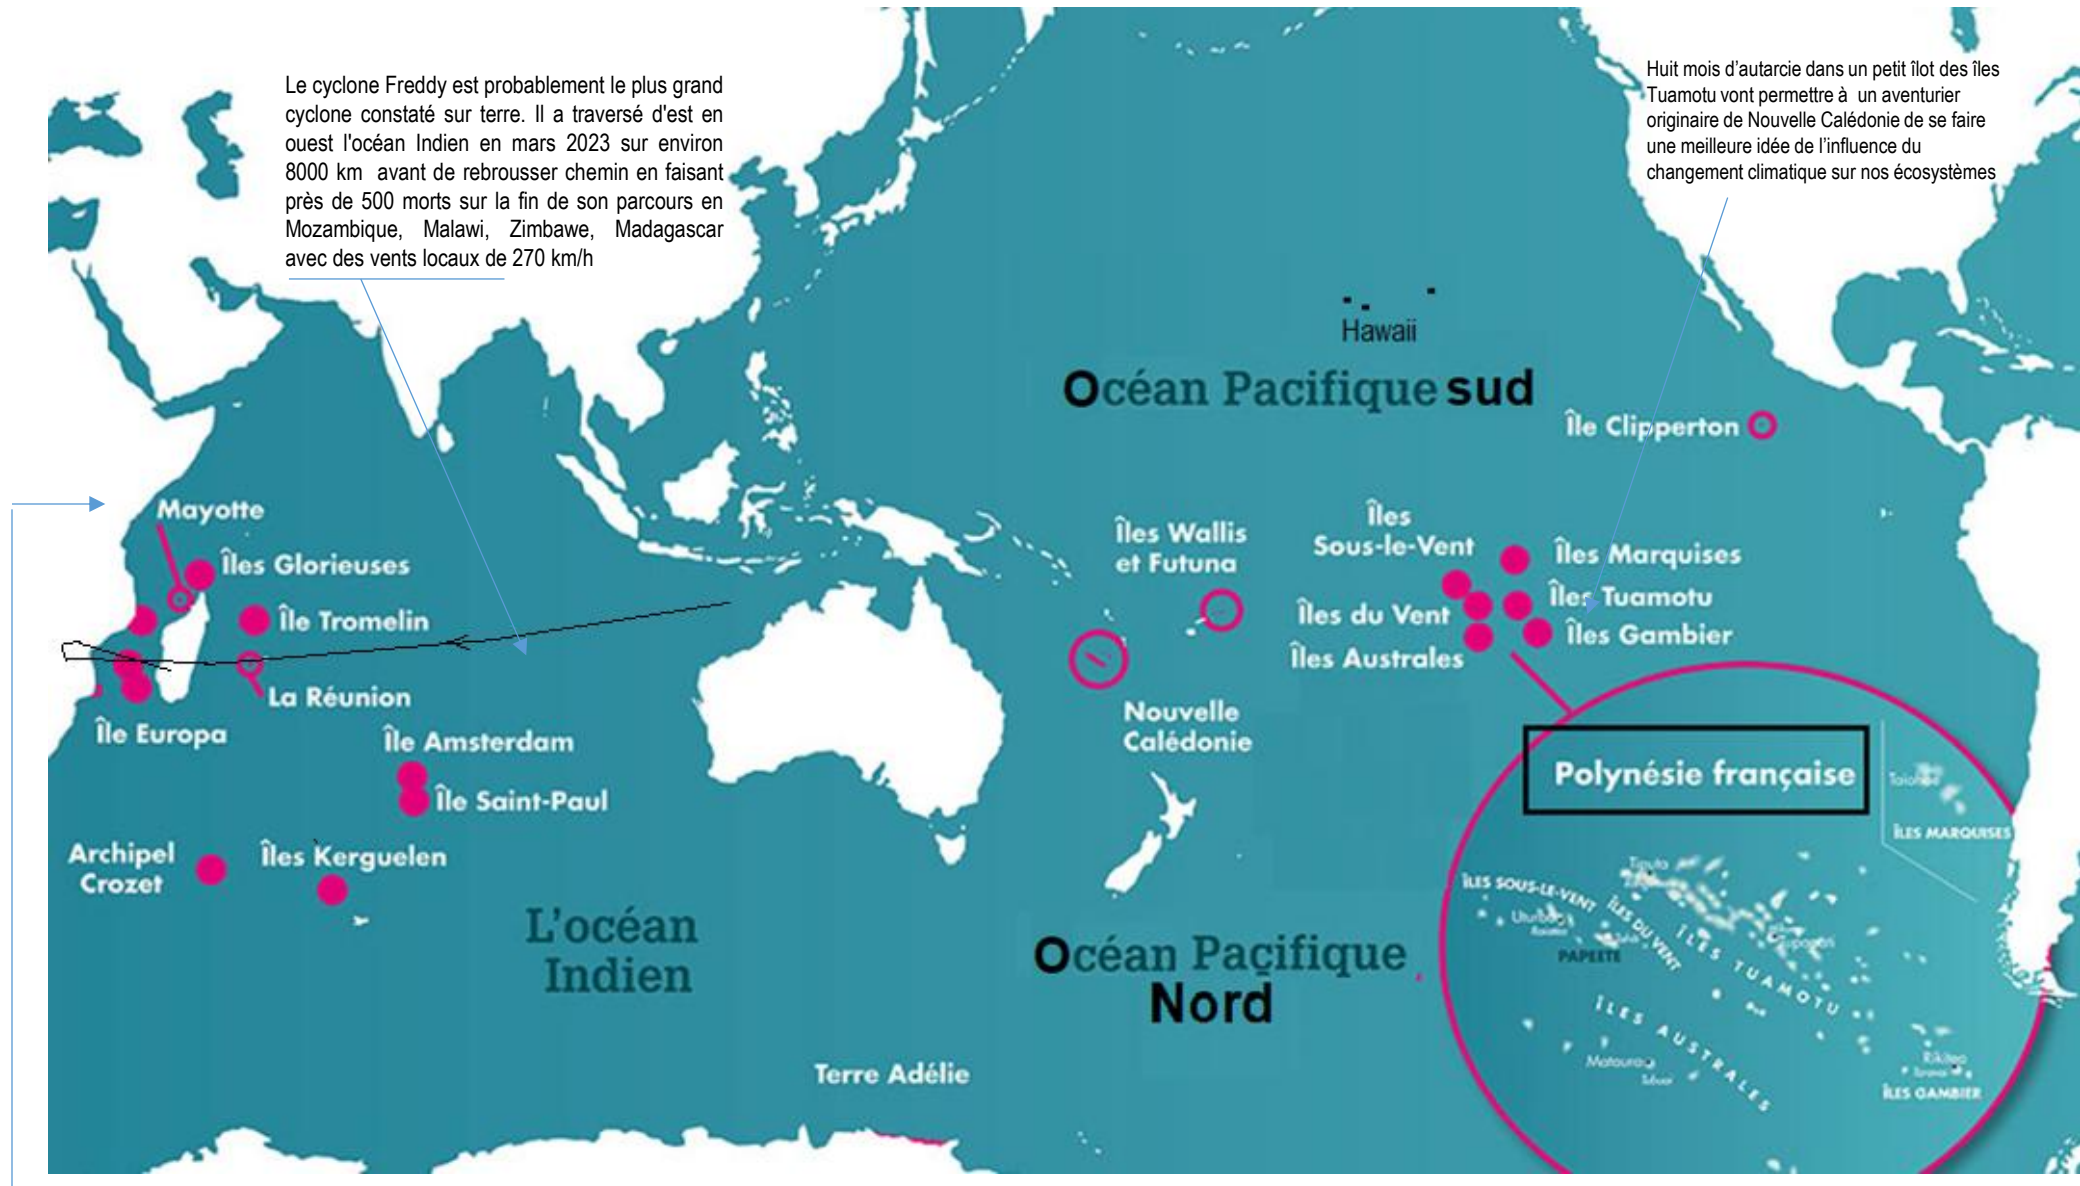 Le cyclone Freddy est probablement le plus grand
cyclone constaté sur terre. Il a traversé d'est en
ouest l'océan Indien en mars 2023 sur environ
8000 km avant de rebrousser chemin en faisant
près de 500 morts sur la fin de son parcours en
Mozambique, Malawi, Zimbawe, Madagascar
avec des vents locaux de 270 km/h
Huit mois d’autarcie dans un petit îlot des îles
Tuamotu vont permettre à un aventurier
originaire de Nouvelle Calédonie de se faire
une meilleure idée de l’influence du
changement climatique sur nos écosystèmes
Hawaii
Océan Pacifique sud
Île Clipperton
Mayotte
Îles Glorieuses
Île Tromelin
La Réunion
Île Europa
Île Amsterdam
Île Saint-Paul
Archipel
Crozet
Îles Kerguelen
L'océan
Indien
Îles Wallis
et Futuna
Nouvelle
Calédonie
Îles
Sous-le-Vent
Îles Marquises
Îles Tuamotu
Îles du Vent
Îles Gambier
Îles Australes
Océan Pacifique
Nord
Terre Adélie
Polynésie française
ÎLES MARQUISES
Tiputa
ÎLES SOUS-LE-VENT
ÎLES DU VENT
PAPEETE
ÎLES TUAMOTU
ÎLES AUSTRALES
Rikitea
ÎLES GAMBIER